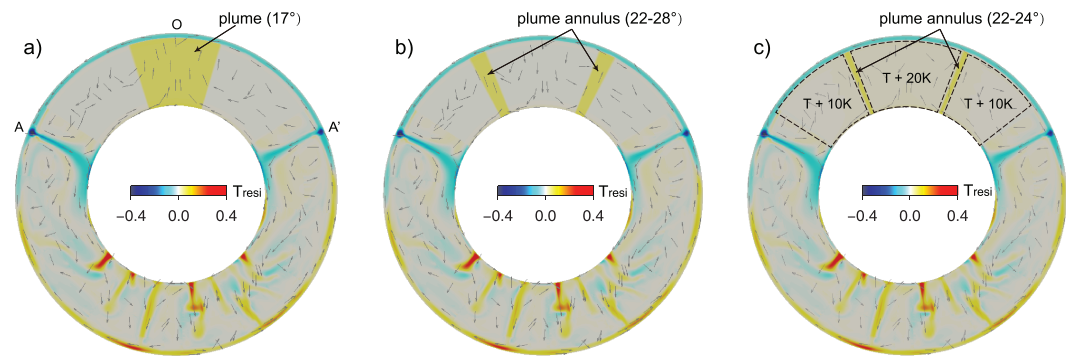 plume (17°)
plume annulus (22-28°)
plume annulus (22-24°)
a)
O
b)
c)
T + 20K
T + 10K
T + 10K
A
A'
Tresi
−0.4 0.0 0.4
Tresi
−0.4 0.0 0.4
Tresi
−0.4 0.0 0.4